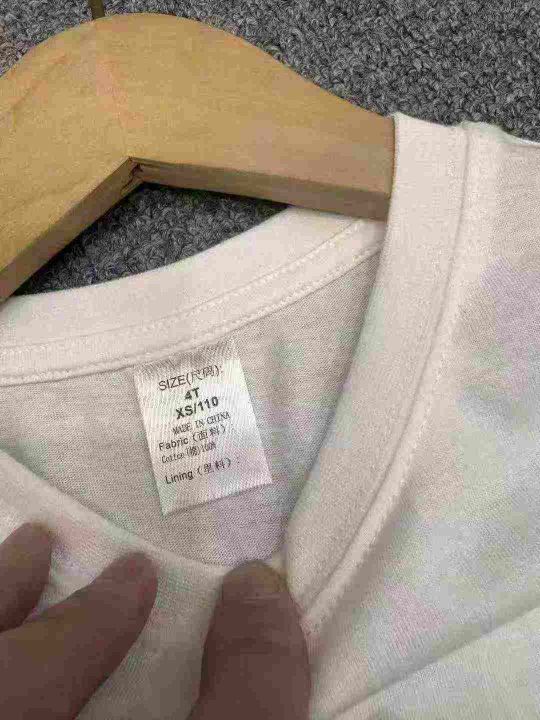 SIZE(尺码):
4T
XS/110
MADE IN CHINA
Fabric (面料)
Cotton (棉) 100%
Lining (里料) :